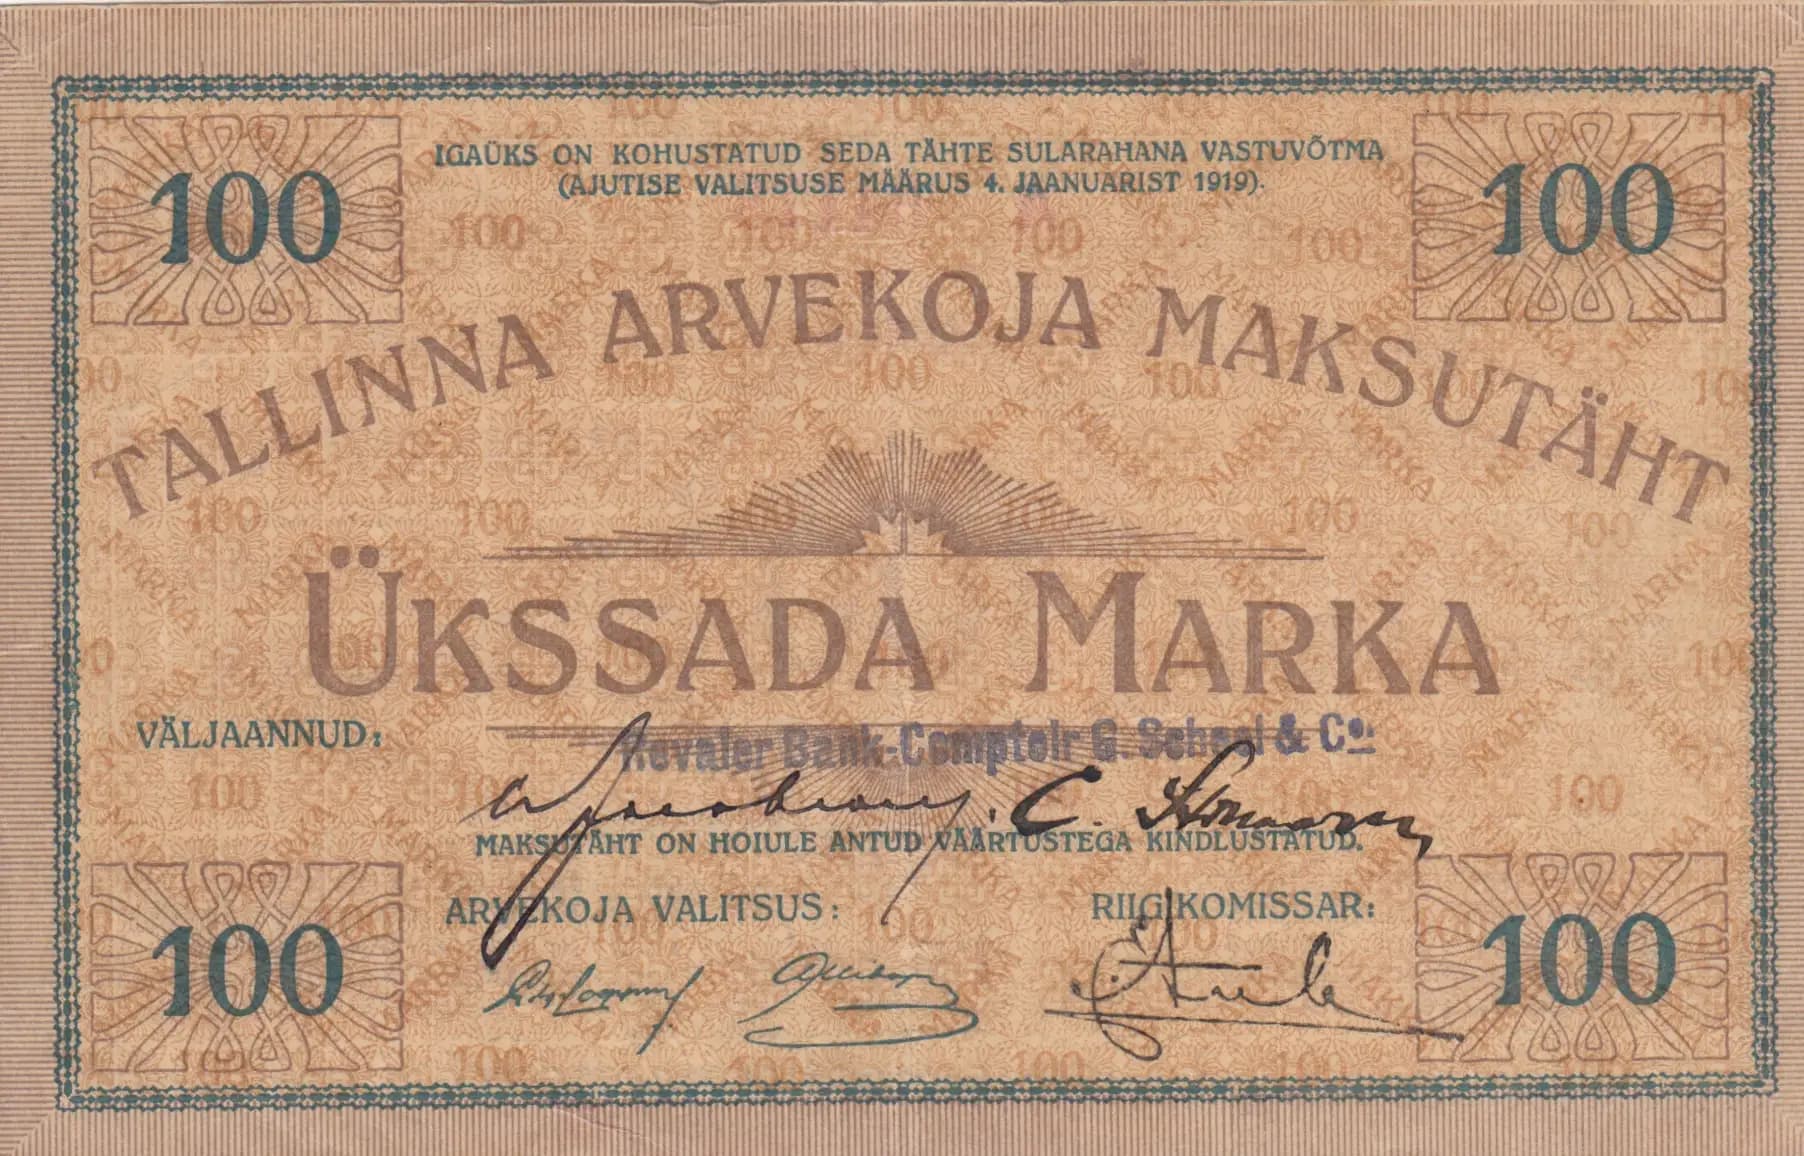 IGAÜKS ON KOHUSTATUD SEDA TÄHTE SULARAHANA VASTUVÕTMA
(AJUTISE VALITSUSE MÄÄRUS 4. JAANUARIST 1919).
100
100
TALLINNA ARVEKOJA MAKSUTÄHT
ÜKSSADA MARKA
VÄLJAANNUD:
Revaler Bank-Comptoir G. Scheel & Co.
C.
MAKSUTÄHT ON HOIULE ANTUD VÄÄRTUSTEGA KINDLUSTATUD.
ARVEKOJA VALITSUS:
RIIGIKOMISSAR:
100
100